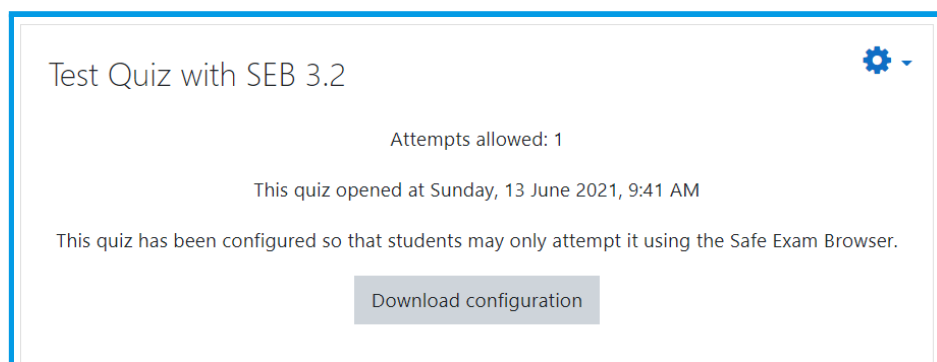 Test Quiz with SEB 3.2
Attempts allowed: 1
This quiz opened at Sunday, 13 June 2021, 9:41 AM
This quiz has been configured so that students may only attempt it using the Safe Exam Browser.
Download configuration